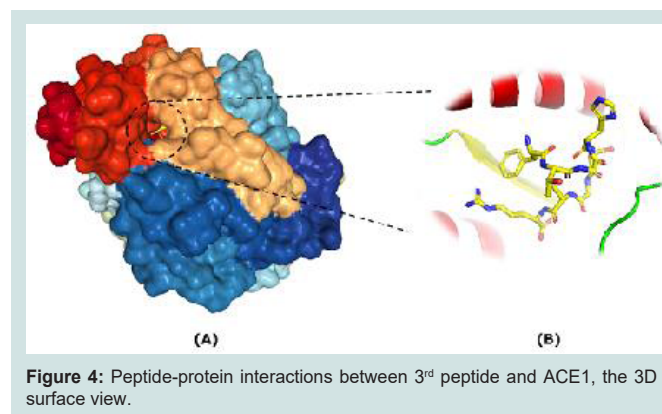 (A) (B)
Figure 4: Peptide-protein interactions between 3rd peptide and ACE1, the 3D
surface view.